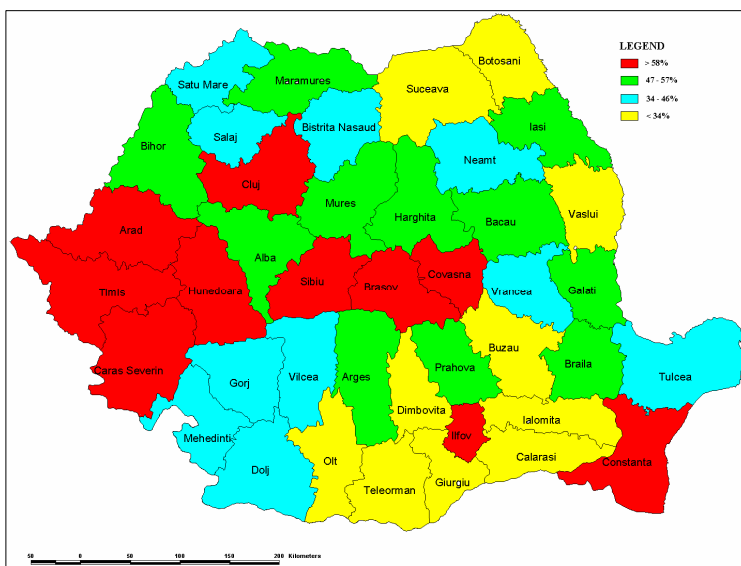 Botosani
LEGEND
> 58%
47 - 57%
34 - 46%
< 34%
Satu Mare
Maramures
Suceava
Iasi
Salaj
Bistrita Nasaud
Bihor
Neamt
Cluj
Mures
Harghita
Bacau
Vaslui
Arad
Alba
Timis
Hunedoara
Sibiu
Brasov
Covasna
Vrancea
Galati
Caras Severin
Gorj
Vilcea
Arges
Prahova
Buzau
Braila
Tulcea
Dimbovita
Ilfov
Ialomita
Mehedinti
Dolj
Olt
Teleorman
Giurgiu
Calarasi
Constanta
50 0 50 100 150 200 Kilometers